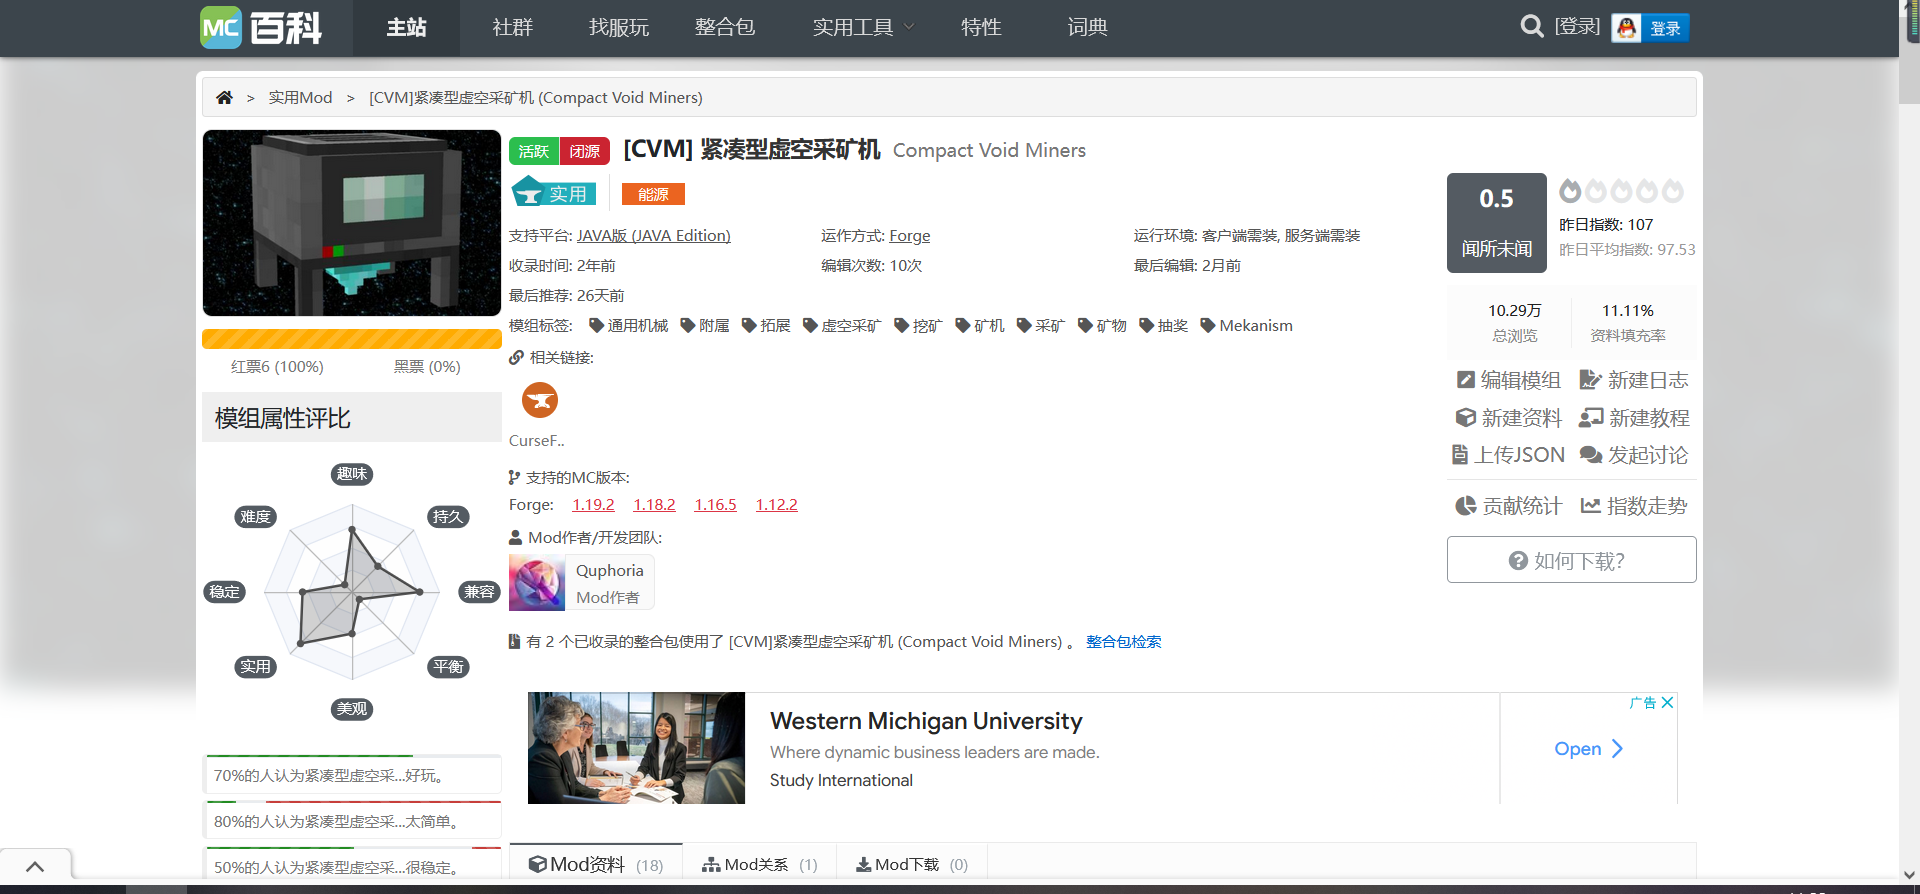 MC 百科
主站
社群
找服玩
整合包
实用工具
特性
词典
[登录]
登录
> 实用Mod > [CVM]紧凑型虚空采矿机 (Compact Void Miners)
活跃 闭源 [CVM] 紧凑型虚空采矿机 Compact Void Miners
实用 能源
支持平台: JAVA版 (JAVA Edition)
运作方式: Forge
运行环境: 客户端需装, 服务端需装
收录时间: 2年前
编辑次数: 10次
最后编辑: 2月前
最后推荐: 26天前
模组标签: 通用机械 附属 拓展 虚空采矿 挖矿 矿机 采矿 矿物 抽奖 Mekanism
相关链接:
CurseF..
支持的MC版本:
Forge: 1.19.2 1.18.2 1.16.5 1.12.2
Mod作者/开发团队:
Quphoria
Mod作者
有 2 个已收录的整合包使用了 [CVM]紧凑型虚空采矿机 (Compact Void Miners) 。 整合包检索
红票6 (100%)
黑票 (0%)
模组属性评比
趣味
难度
持久
稳定
兼容
实用
平衡
美观
70%的人认为紧凑型虚空采...好玩。
80%的人认为紧凑型虚空采...太简单。
50%的人认为紧凑型虚空采...很稳定。
0.5
闻所未闻
昨日指数: 107
昨日平均指数: 97.53
10.29万
总浏览
11.11%
资料填充率
编辑模组
新建日志
新建资料
新建教程
上传JSON
发起讨论
贡献统计
指数走势
如何下载?
Western Michigan University
Where dynamic business leaders are made.
Study International
广告
Open
Mod资料 (18)
Mod关系 (1)
Mod下载 (0)